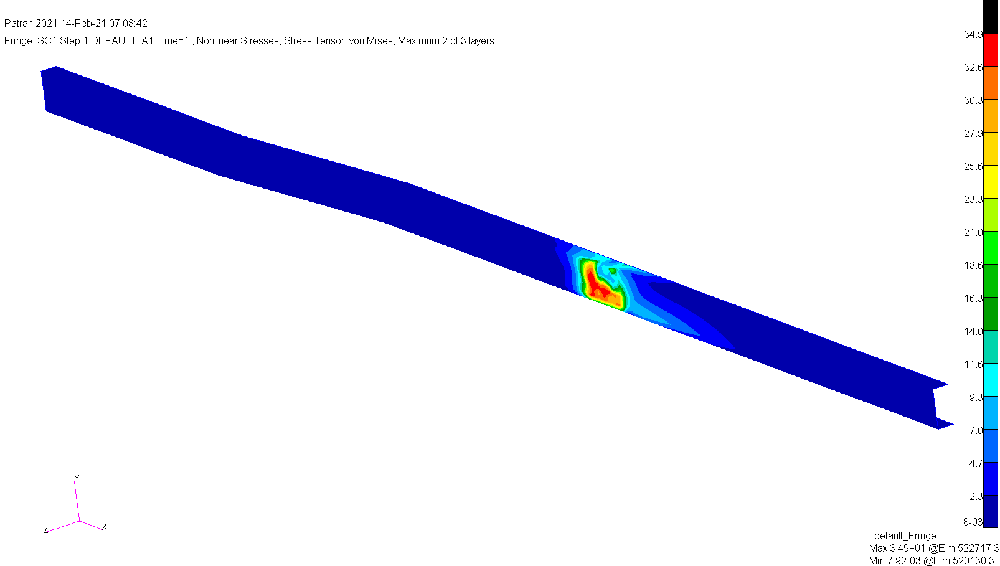 Patran 2021 14-Feb-21 07:08:42
Fringe: SC1:Step 1:DEFAULT, A1:Time=1., Nonlinear Stresses, Stress Tensor, von Mises, Maximum,2 of 3 layers
34.9
32.6
30.3
27.9
25.6
23.3
21.0
18.6
16.3
14.0
11.6
9.3
7.0
4.7
2.3
8-03
Y
Z
X
default_Fringe :
Max 3.49+01 @Elm 522717.3
Min 7.92-03 @Elm 520130.3